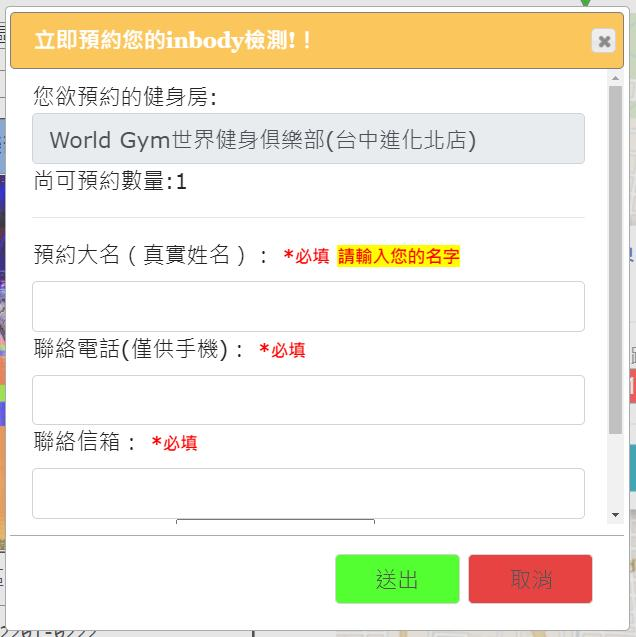 立即預約您的inbody檢測!！
您欲預約的健身房:
World Gym世界健身俱樂部(台中進化北店)
尚可預約數量:1
預約大名（真實姓名）： *必填 請輸入您的名字
聯絡電話(僅供手機)： *必填
聯絡信箱： *必填
送出 取消